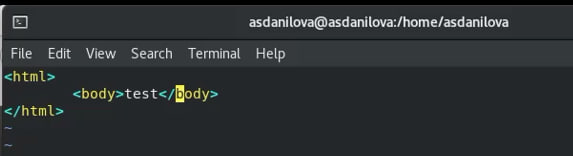 asdanilova@asdanilova:/home/asdanilova
File Edit View Search Terminal Help
<html>
        <body>test</body>
</html>
~
~